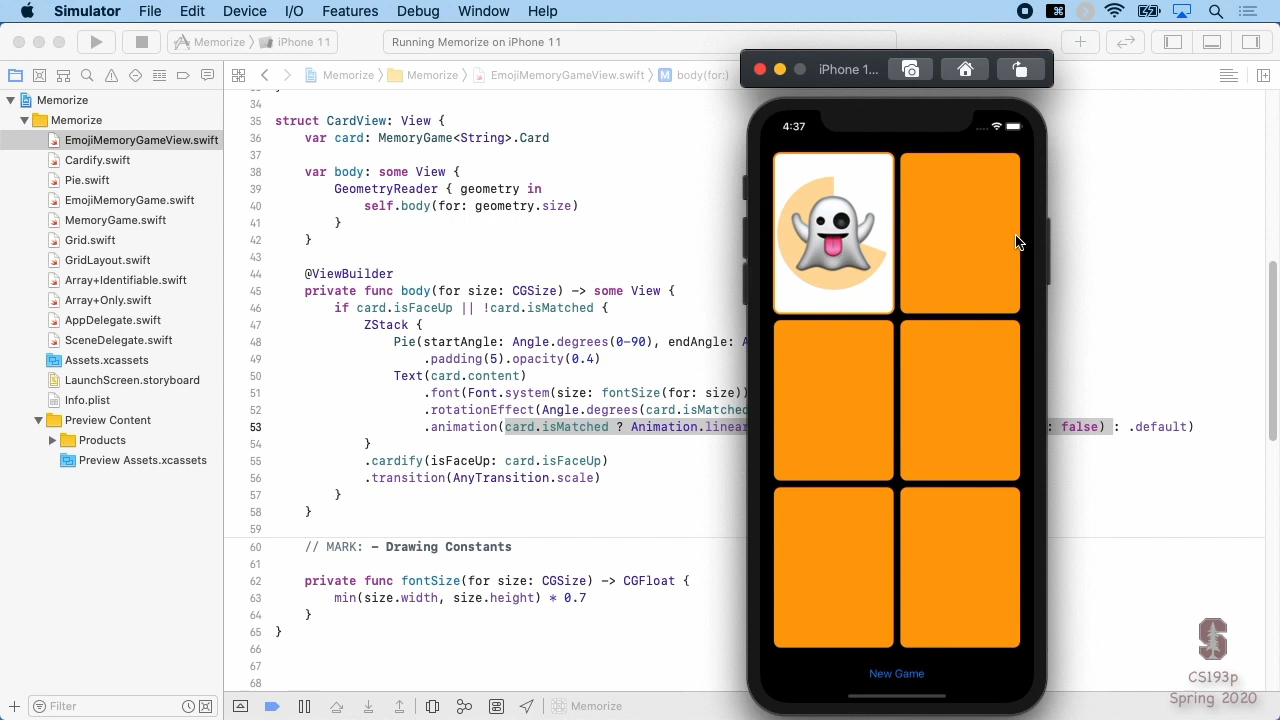 Simulator File Edit Device I/O Features Debug Window Help
Memorize iPhone 11
Running Memorize on iPhone 11
iPhone 1...
Memorize Memorize EmojiMemoryGameView.swift M body(for:)
Memorize
Memorize
EmojiMemoryGameView.swift
Cardify.swift
Pie.swift
EmojiMemoryGame.swift
MemoryGame.swift
Grid.swift
GridLayout.swift
Array+Identifiable.swift
Array+Only.swift
AppDelegate.swift
SceneDelegate.swift
Assets.xcassets
LaunchScreen.storyboard
Info.plist
Preview Content
Products
Preview Assets.xcassets
Filter
34
35 struct CardView: View {
36 var card: MemoryGame<String>.Card
37
38 var body: some View {
39 GeometryReader { geometry in
40 self.body(for: geometry.size)
41 }
42 }
43
44 @ViewBuilder
45 private func body(for size: CGSize) -> some View {
46 if card.isFaceUp || !card.isMatched {
47 ZStack {
48 Pie(startAngle: Angle.degrees(0-90), endAngle: A
49 .padding(5).opacity(0.4)
50 Text(card.content)
51 .font(Font.system(size: fontSize(for: size))
52 .rotationEffect(Angle.degrees(card.isMatched
53 .animation(card.isMatched ? Animation.linear : false) : .default)
54 }
55 .cardify(isFaceUp: card.isFaceUp)
56 .transition(AnyTransition.scale)
57 }
58 }
59
60 // MARK: - Drawing Constants
61
62 private func fontSize(for size: CGSize) -> CGFloat {
63 min(size.width, size.height) * 0.7
64 }
65 }
66
67
68
Memorize
4:37
New Game
CS193p
Spring 2020